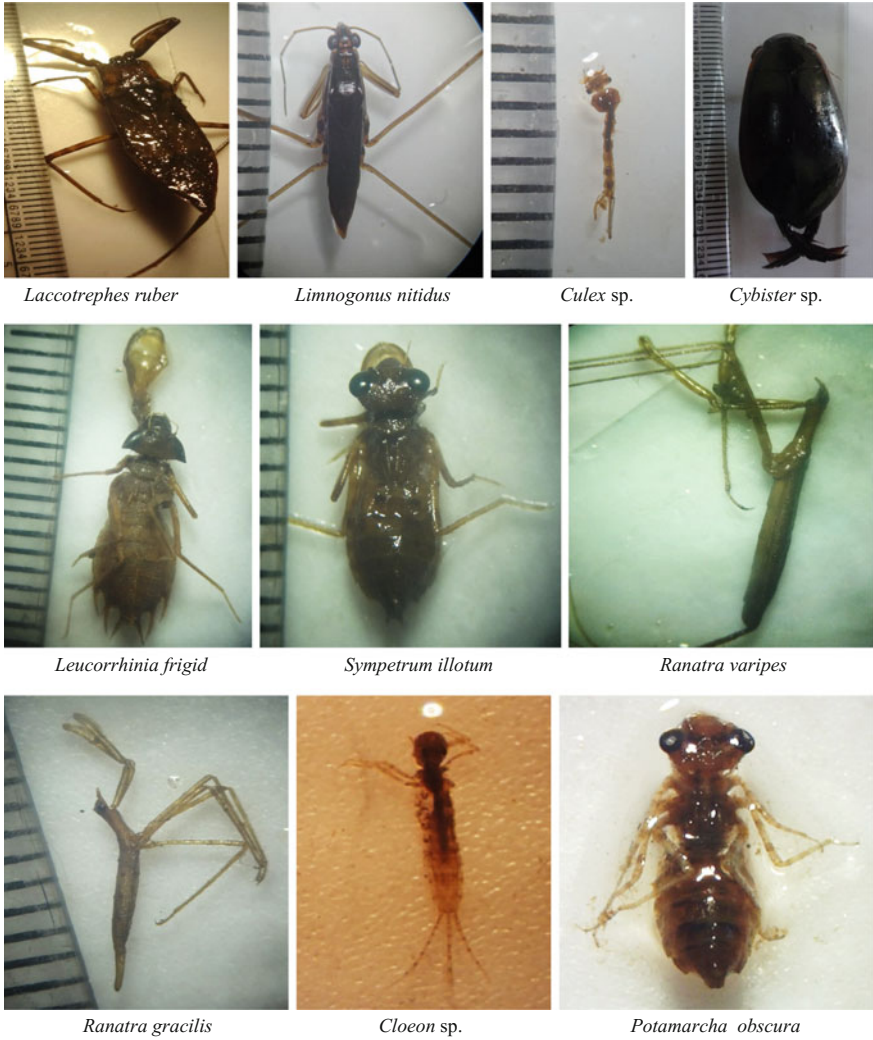 Laccotrephes ruber
Limnogonus nitidus
Culex sp.
Cybister sp.
Leucorrhinia frigid
Sympetrum illotum
Ranatra varipes
Ranatra gracilis
Cloeon sp.
Potamarcha obscura